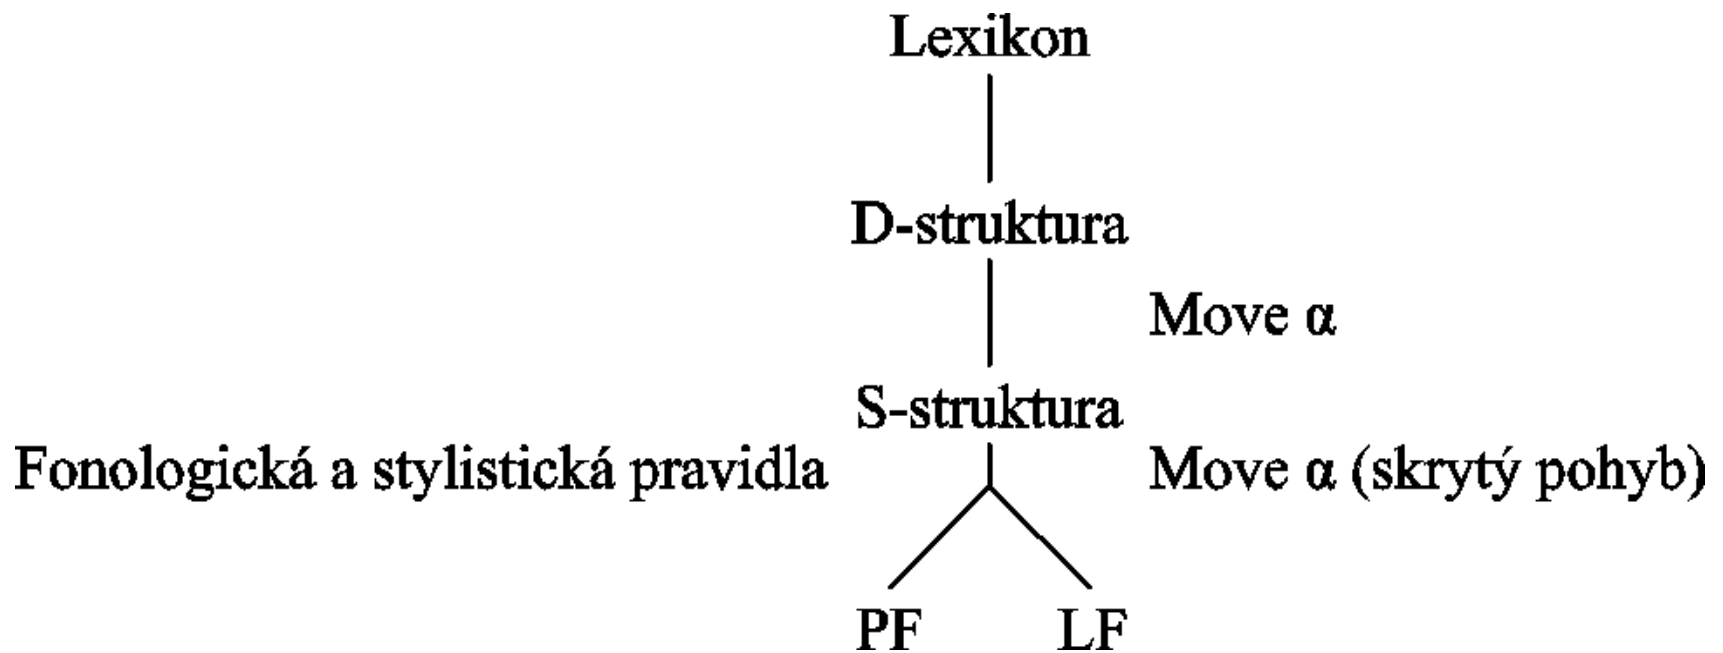 Lexikon
D-struktura
Move α
S-struktura
Fonologická a stylistická pravidla
Move α (skrytý pohyb)
PF
LF